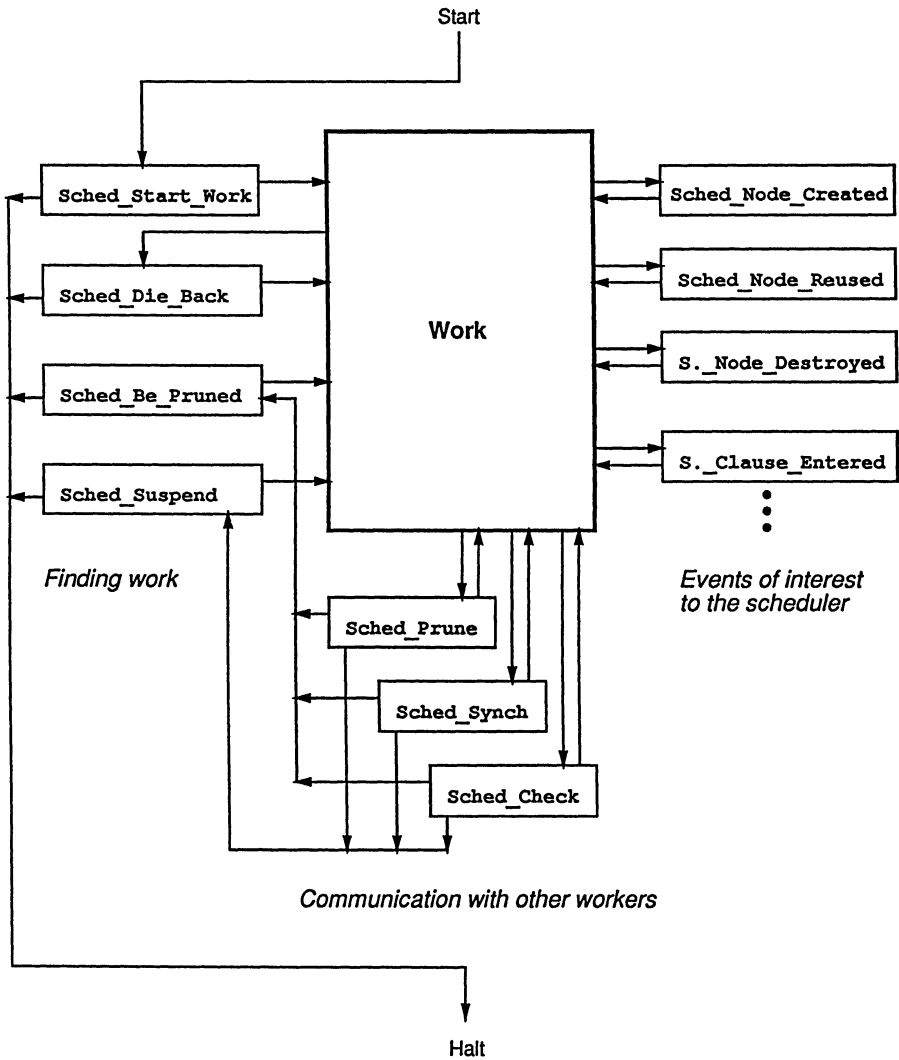 Start
Sched_Start_Work
Sched_Node_Created
Sched_Die_Back
Sched_Node_Reused
Work
S._Node_Destroyed
Sched_Be_Pruned
S._Clause_Entered
Sched_Suspend
Finding work
Events of interest
to the scheduler
Sched_Prune
Sched_Synch
Sched_Check
Communication with other workers
Halt